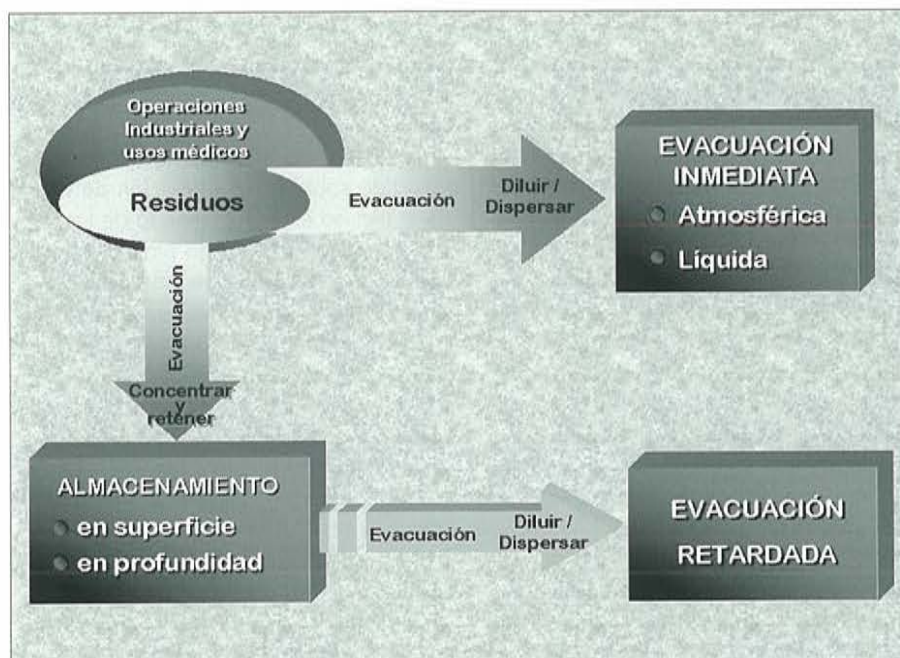 Operaciones
Industriales y
usos médicos
Residuos
Evacuación
Diluir /
Dispersar
EVACUACIÓN
INMEDIATA
Atmosférica
Líquida
Evacuación
Concentrar
y
retener
ALMACENAMIENTO
en superficie
en profundidad
Evacuación
Diluir /
Dispersar
EVACUACIÓN
RETARDADA